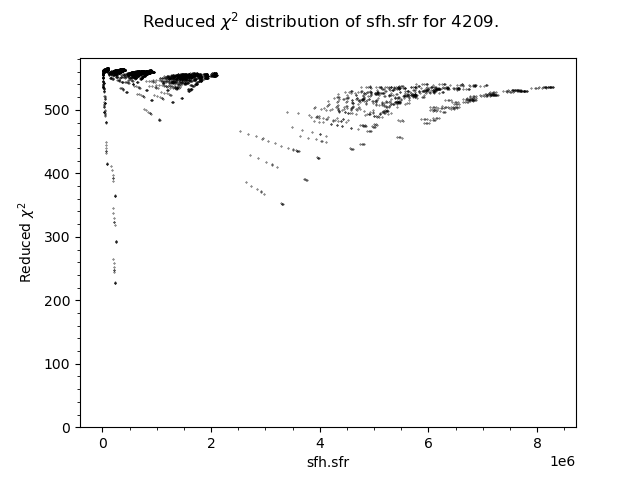 Reduced χ² distribution of sfh.sfr for 4209.
500
400
300
200
100
0
Reduced χ²
0 2 4 6 8
1e6
sfh.sfr